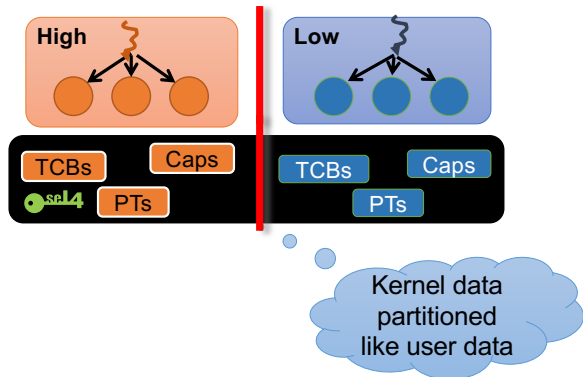 High
Low
TCBs
Caps
TCBs
Caps
seL4
PTs
PTs
Kernel data
partitioned
like user data